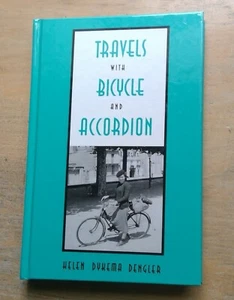 TRAVELS
WITH
BICYCLE
AND
ACCORDION
HELEN DYKEMA DENGLER